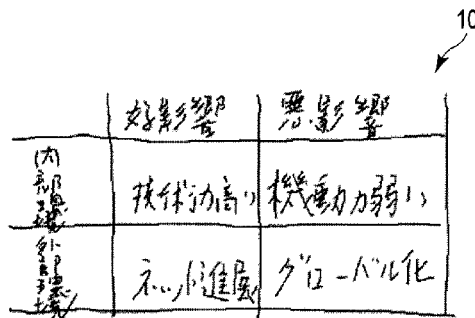 10
好影響 悪影響
内部環境 技術力高い 機動力弱い
外部環境 ネット進展 グローバル化